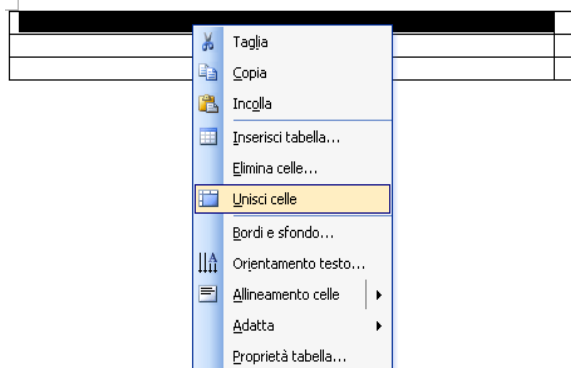 Taglia
Copia
Incolla
Inserisci tabella...
Elimina celle...
Unisci celle
Bordi e sfondo...
Orientamento testo...
Allineamento celle
Adatta
Proprietà tabella...